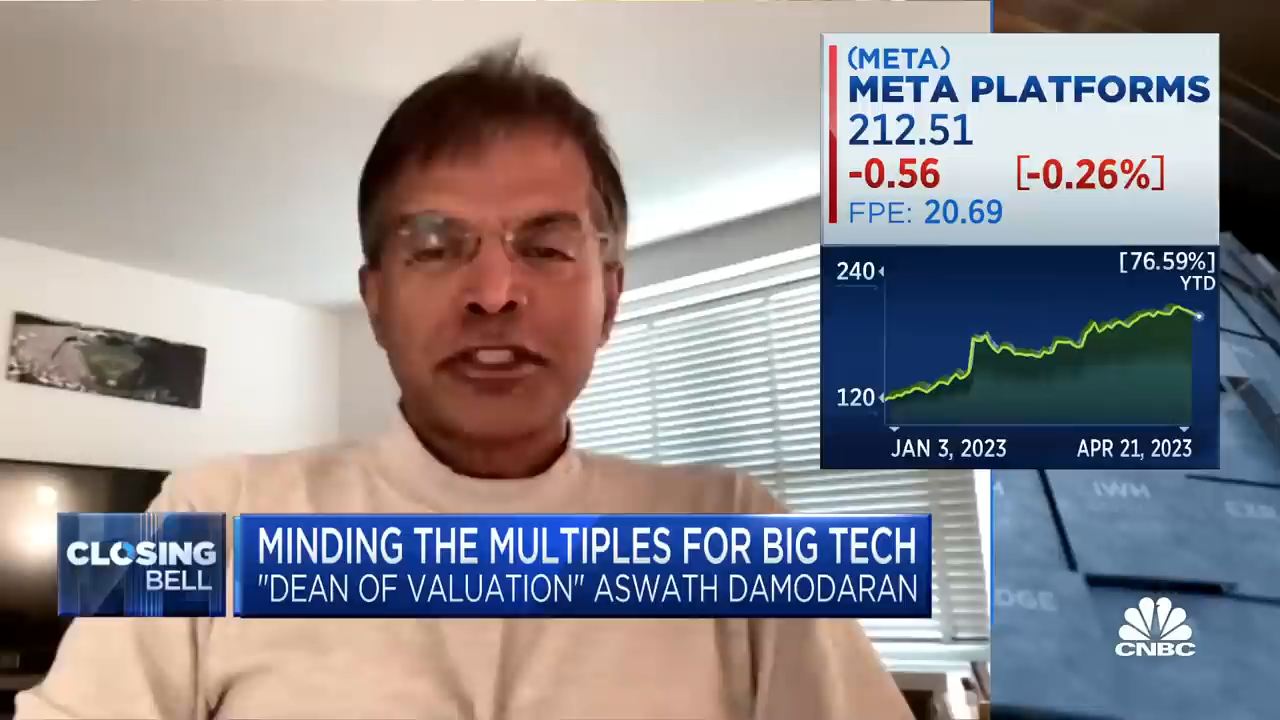 (META)
META PLATFORMS
212.51
-0.56 [-0.26%]
FPE: 20.69
[76.59%]
YTD
240
120
JAN 3, 2023 APR 21, 2023
CLOSING
BELL
MINDING THE MULTIPLES FOR BIG TECH
"DEAN OF VALUATION" ASWATH DAMODARAN
CNBC